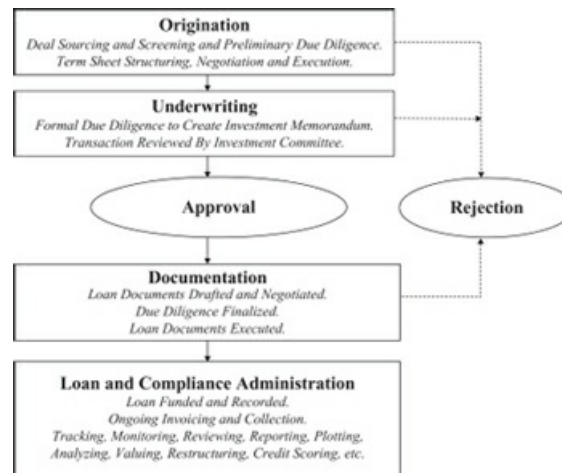 Origination
Deal Sourcing and Screening and Preliminary Due Diligence.
Term Sheet Structuring, Negotiation and Execution.
Underwriting
Formal Due Diligence to Create Investment Memorandum.
Transaction Reviewed By Investment Committee.
Approval
Rejection
Documentation
Loan Documents Drafted and Negotiated.
Due Diligence Finalized.
Loan Documents Executed.
Loan and Compliance Administration
Loan Funded and Recorded.
Ongoing Invoicing and Collection.
Tracking, Monitoring, Reviewing, Reporting, Plotting,
Analyzing, Valuing, Restructuring, Credit Scoring, etc.